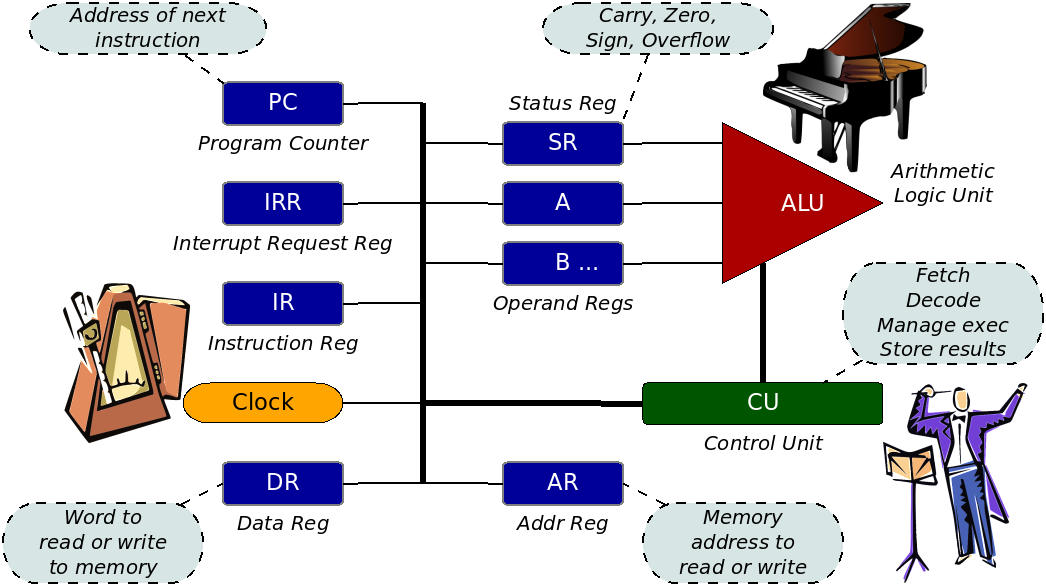 Address of next
instruction
Carry, Zero,
Sign, Overflow
PC
Program Counter
Status Reg
SR
Arithmetic
Logic Unit
IRR
Interrupt Request Reg
A
ALU
B ...
Operand Regs
IR
Instruction Reg
Fetch
Decode
Manage exec
Store results
Clock
CU
Control Unit
DR
Data Reg
AR
Addr Reg
Word to
read or write
to memory
Memory
address to
read or write